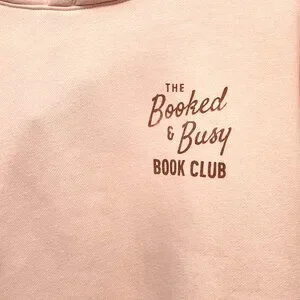 THE
Booked
& Busy
BOOK CLUB